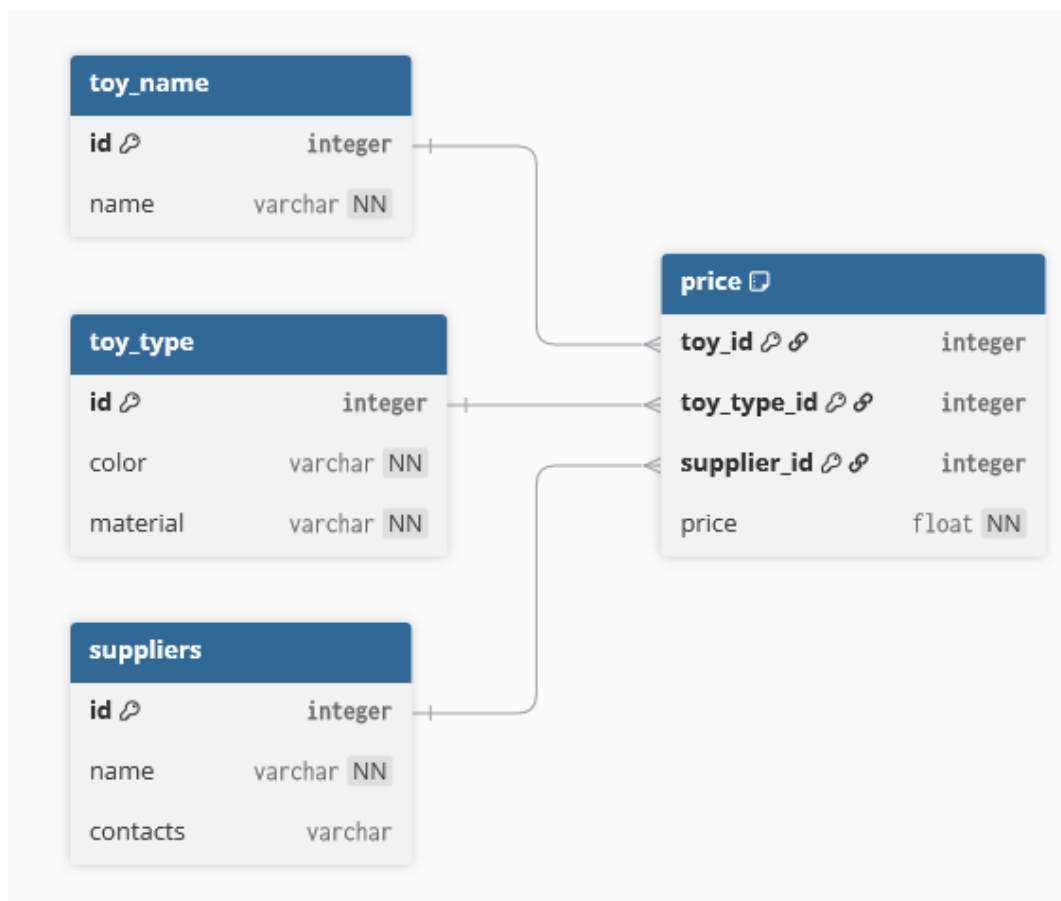 toy_name
id integer
name varchar NN
toy_type
id integer
color varchar NN
material varchar NN
suppliers
id integer
name varchar NN
contacts varchar
price
toy_id integer
toy_type_id integer
supplier_id integer
price float NN